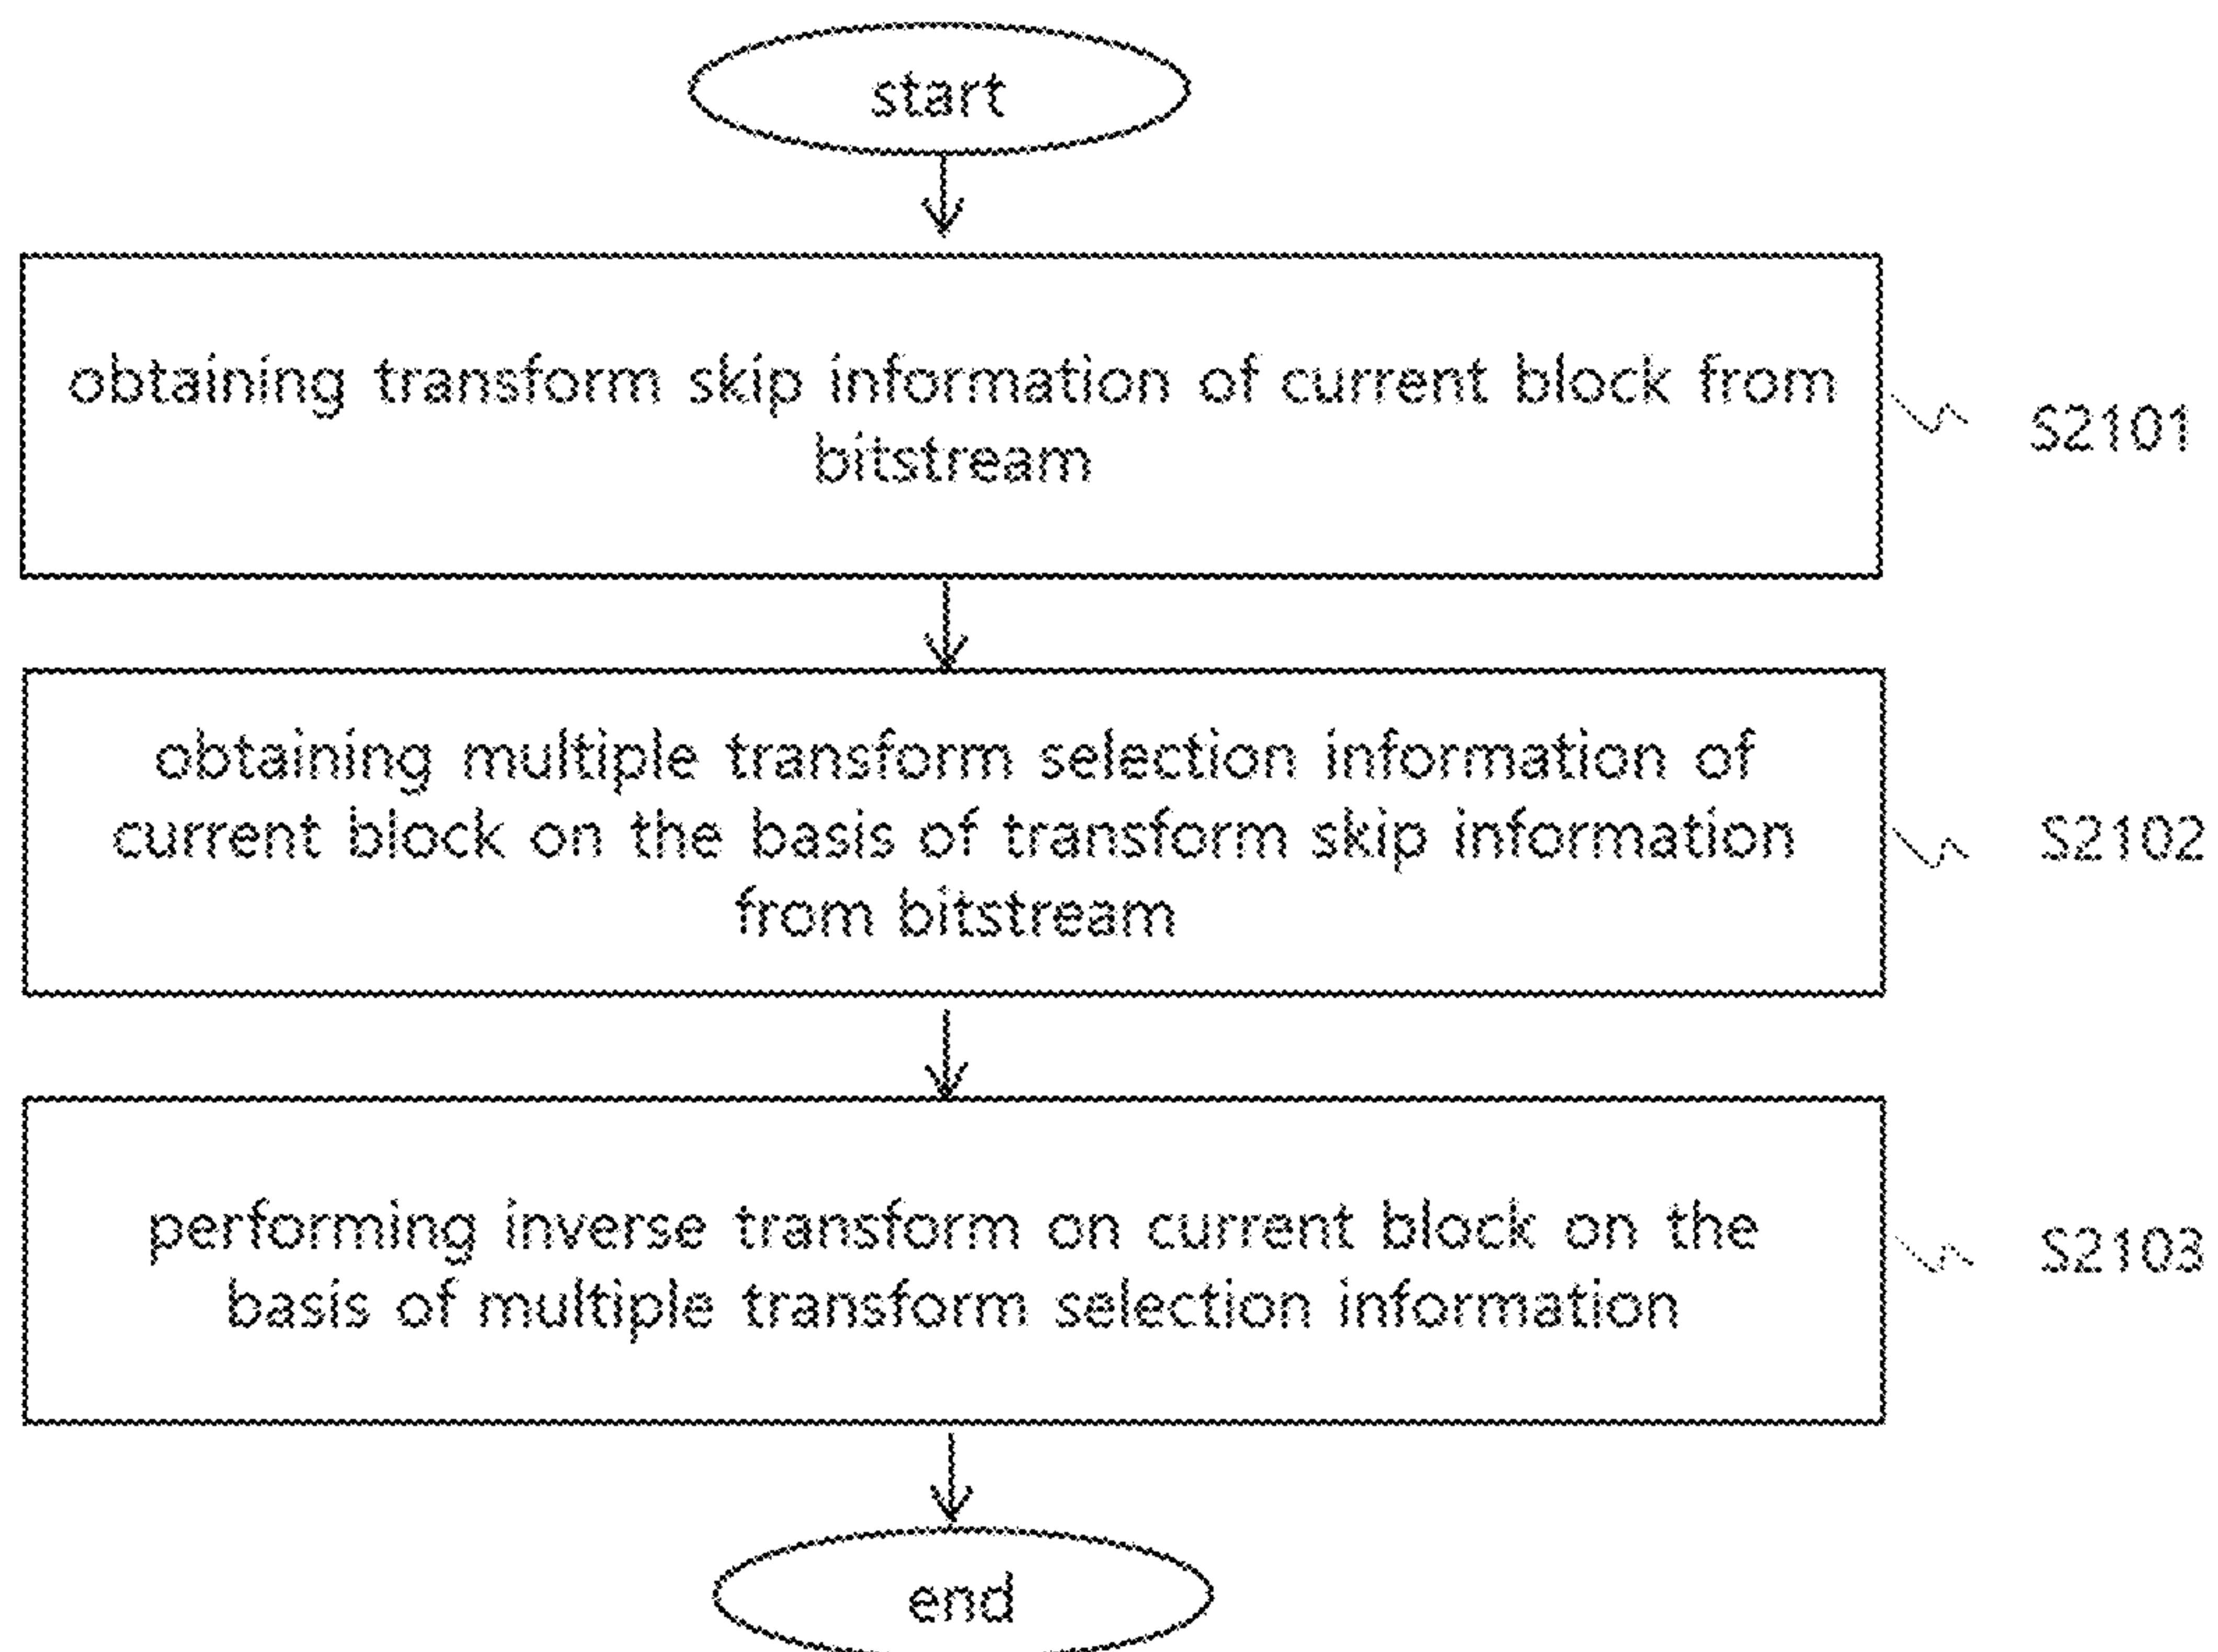 start
obtaining transform skip information of current block from
bitstream
S2101
obtaining multiple transform selection information of
current block on the basis of transform skip information
from bitstream
S2102
performing inverse transform on current block on the
basis of multiple transform selection information
S2103
end